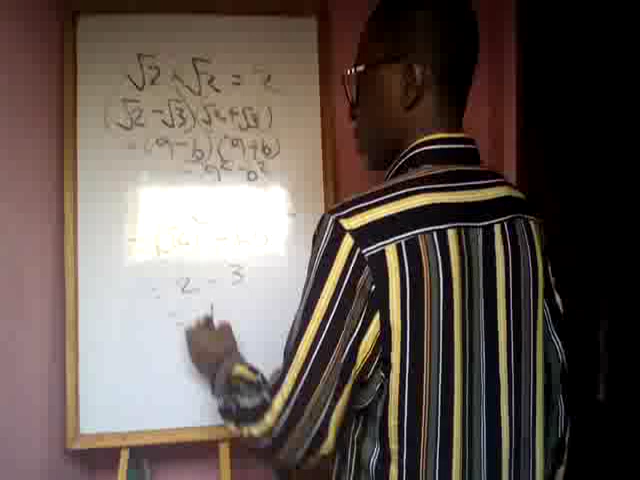 √2 × √2 = 2
(√2 - √3)(√2 + √3)
= (a - b)(a + b)
= a² - b²
= 2 - 3
=